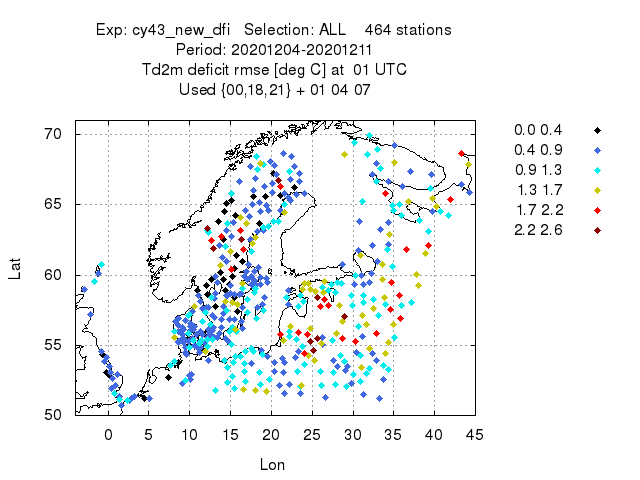 Exp: cy43_new_dfi   Selection: ALL    464 stations
Period: 20201204-20201211
Td2m deficit rmse [deg C] at  01 UTC
Used {00,18,21} + 01 04 07
0.0 0.4
0.4 0.9
0.9 1.3
1.3 1.7
1.7 2.2
2.2 2.6
70
65
60
55
50
Lat
0 5 10 15 20 25 30 35 40 45
Lon